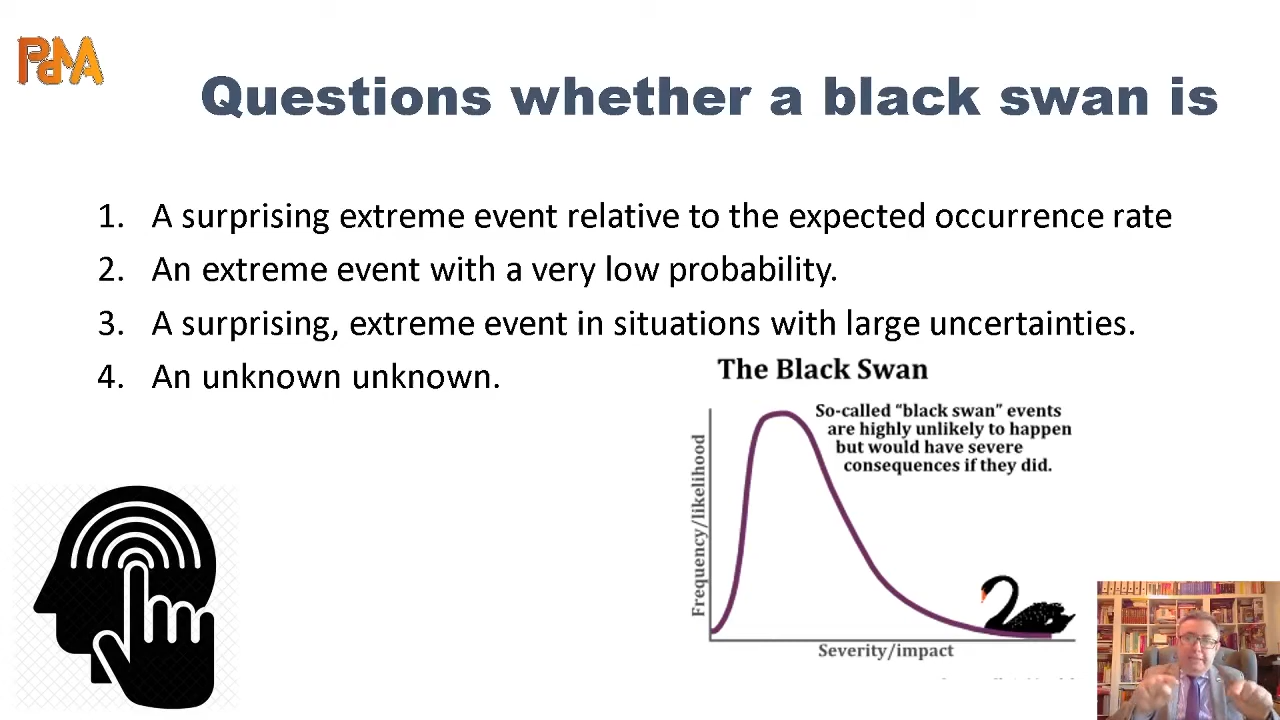 PdMA
Questions whether a black swan is
1. A surprising extreme event relative to the expected occurrence rate
2. An extreme event with a very low probability.
3. A surprising, extreme event in situations with large uncertainties.
4. An unknown unknown.
The Black Swan
So-called “black swan” events
are highly unlikely to happen
but would have severe
consequences if they did.
Frequency/likelihood
Severity/impact